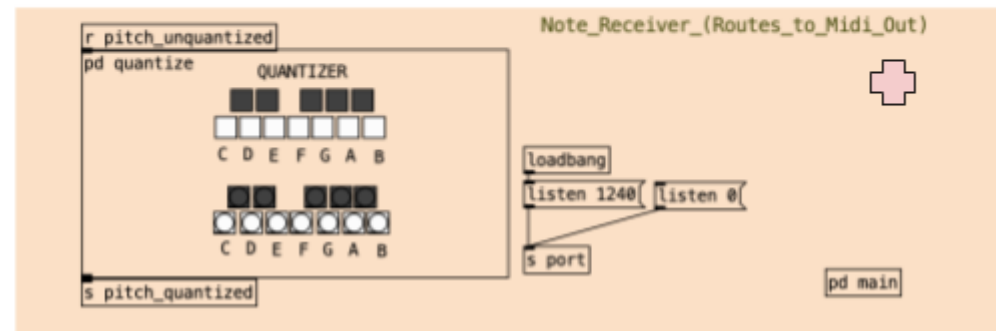 Note_Receiver_(Routes_to_Midi_Out)
r pitch_unquantized
pd quantize
QUANTIZER
C D E F G A B
C D E F G A B
s pitch_quantized
loadbang
listen 1240
listen 0
s port
pd main